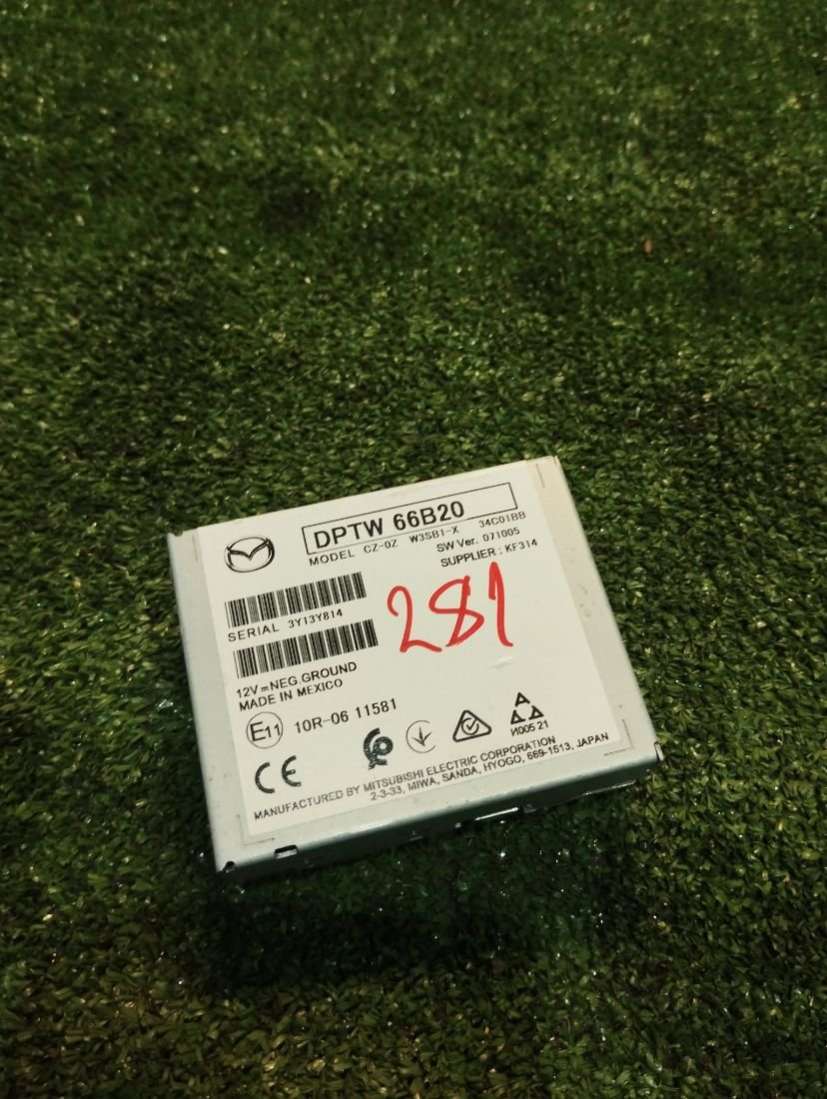 DPTW 66B20
MODEL CZ-0Z W3SB1-X 34C01BB
SW Ver. 071005
SUPPLIER : KF314
SERIAL 3Y13Y814
281
12V⎓NEG.GROUND
MADE IN MEXICO
E11 10R-06 11581
CE
И005 21
MANUFACTURED BY MITSUBISHI ELECTRIC CORPORATION
2-3-33, MIWA, SANDA, HYOGO, 669-1513, JAPAN